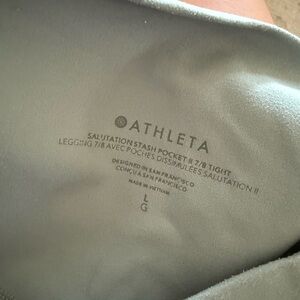 ATHLETA
SALUTATION STASH POCKET II 7/8 TIGHT
LEGGING 7/8 AVEC POCHES DISSIMULÉES SALUTATION II
DESIGNED IN SAN FRANCISCO
CONÇU À SAN FRANCISCO
MADE IN VIETNAM
L
G